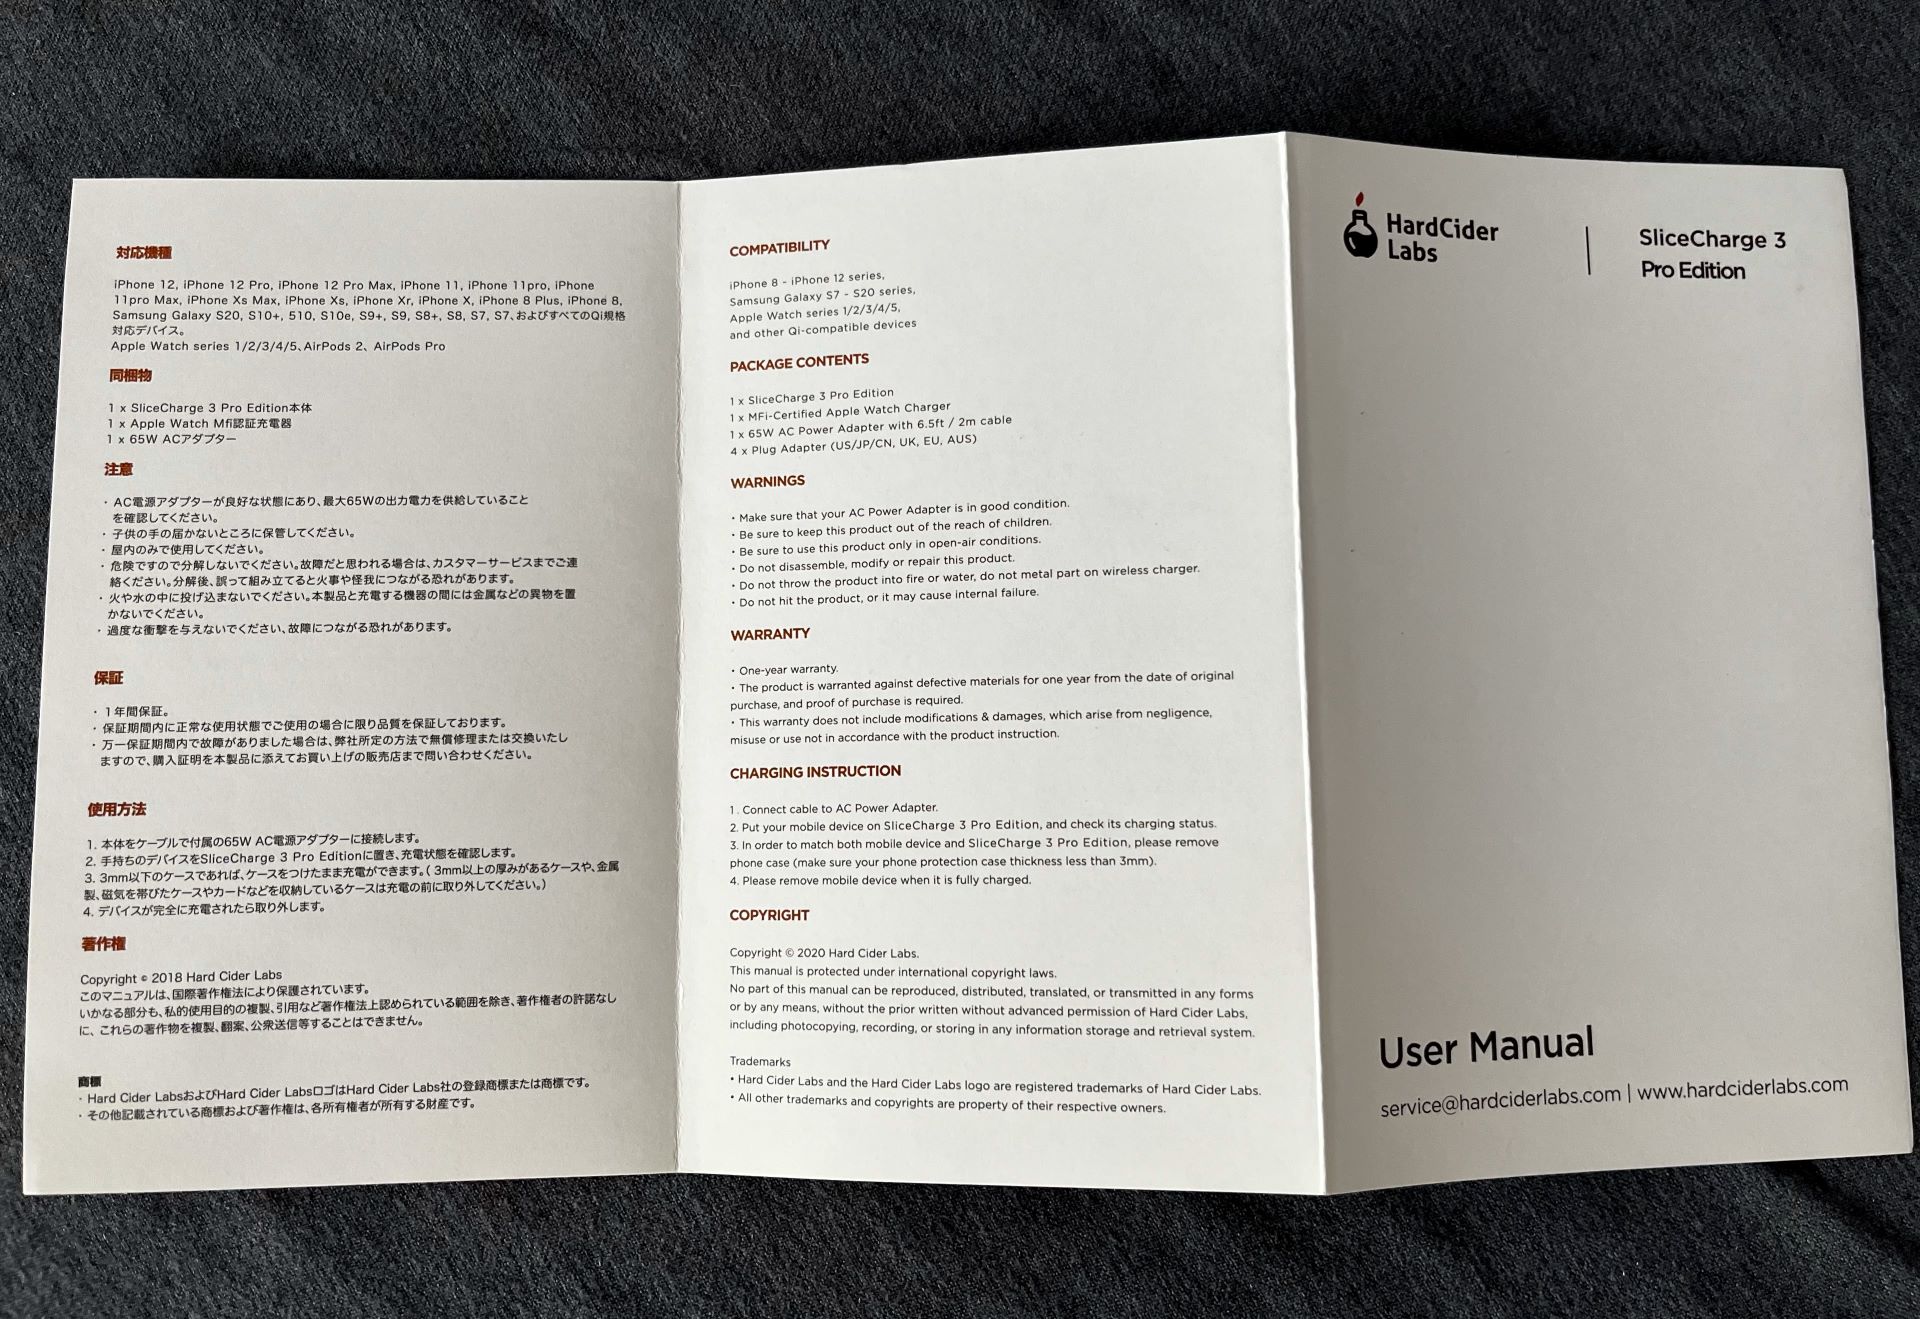 対応機種
iPhone 12, iPhone 12 Pro, iPhone 12 Pro Max, iPhone 11, iPhone 11pro, iPhone
11pro Max, iPhone Xs Max, iPhone Xs, iPhone Xr, iPhone X, iPhone 8 Plus, iPhone 8,
Samsung Galaxy S20, S10+, 510, S10e, S9+, S9, S8+, S8, S7, S7、およびすべてのQi規格
対応デバイス。
Apple Watch series 1/2/3/4/5、AirPods 2、 AirPods Pro
同梱物
1 x SliceCharge 3 Pro Edition本体
1 x Apple Watch Mfi認証充電器
1 x 65W ACアダプター
注意
・ AC電源アダプターが良好な状態にあり、最大65Wの出力電力を供給していること
を確認してください。
・ 子供の手の届かないところに保管してください。
・ 屋内のみで使用してください。
・ 危険ですので分解しないでください。故障だと思われる場合は、カスタマーサービスまでご連
絡ください。分解後、誤って組み立てると火事や怪我につながる恐れがあります。
・ 火や水の中に投げ込まないでください。本製品と充電する機器の間には金属などの異物を置
かないでください。
・ 過度な衝撃を与えないでください、故障につながる恐れがあります。
保証
・ 1年間保証。
・ 保証期間内に正常な使用状態でご使用の場合に限り品質を保証しております。
・ 万一保証期間内で故障がありました場合は、弊社所定の方法で無償修理または交換いたし
ますので、購入証明を本製品に添えてお買い上げの販売店まで問い合わせください。
使用方法
1. 本体をケーブルで付属の65W AC電源アダプターに接続します。
2. 手持ちのデバイスをSliceCharge 3 Pro Editionに置き、充電状態を確認します。
3. 3mm以下のケースであれば、ケースをつけたまま充電ができます。( 3mm以上の厚みがあるケースや、金属
製、磁気を帯びたケースやカードなどを収納しているケースは充電の前に取り外してください。)
4. デバイスが完全に充電されたら取り外します。
著作権
Copyright © 2018 Hard Cider Labs
このマニュアルは、国際著作権法により保護されています。
いかなる部分も、私的使用目的の複製、引用など著作権法上認められている範囲を除き、著作権者の許諾なし
に、これらの著作物を複製、翻案、公衆送信等することはできません。
商標
・ Hard Cider LabsおよびHard Cider LabsロゴはHard Cider Labs社の登録商標または商標です。
・ その他記載されている商標および著作権は、各所有権者が所有する財産です。
COMPATIBILITY
iPhone 8 - iPhone 12 series,
Samsung Galaxy S7 - S20 series,
Apple Watch series 1/2/3/4/5,
and other Qi-compatible devices
PACKAGE CONTENTS
1 x SliceCharge 3 Pro Edition
1 x MFi-Certified Apple Watch Charger
1 x 65W AC Power Adapter with 6.5ft / 2m cable
4 x Plug Adapter (US/JP/CN, UK, EU, AUS)
WARNINGS
• Make sure that your AC Power Adapter is in good condition.
• Be sure to keep this product out of the reach of children.
• Be sure to use this product only in open-air conditions.
• Do not disassemble, modify or repair this product.
• Do not throw the product into fire or water, do not metal part on wireless charger.
• Do not hit the product, or it may cause internal failure.
WARRANTY
• One-year warranty.
• The product is warranted against defective materials for one year from the date of original
purchase, and proof of purchase is required.
• This warranty does not include modifications & damages, which arise from negligence,
misuse or use not in accordance with the product instruction.
CHARGING INSTRUCTION
1. Connect cable to AC Power Adapter.
2. Put your mobile device on SliceCharge 3 Pro Edition, and check its charging status.
3. In order to match both mobile device and SliceCharge 3 Pro Edition, please remove
phone case (make sure your phone protection case thickness less than 3mm).
4. Please remove mobile device when it is fully charged.
COPYRIGHT
Copyright © 2020 Hard Cider Labs.
This manual is protected under international copyright laws.
No part of this manual can be reproduced, distributed, translated, or transmitted in any forms
or by any means, without the prior written without advanced permission of Hard Cider Labs,
including photocopying, recording, or storing in any information storage and retrieval system.
Trademarks
• Hard Cider Labs and the Hard Cider Labs logo are registered trademarks of Hard Cider Labs.
• All other trademarks and copyrights are property of their respective owners.
HardCider
Labs
SliceCharge 3
Pro Edition
User Manual
service@hardciderlabs.com | www.hardciderlabs.com